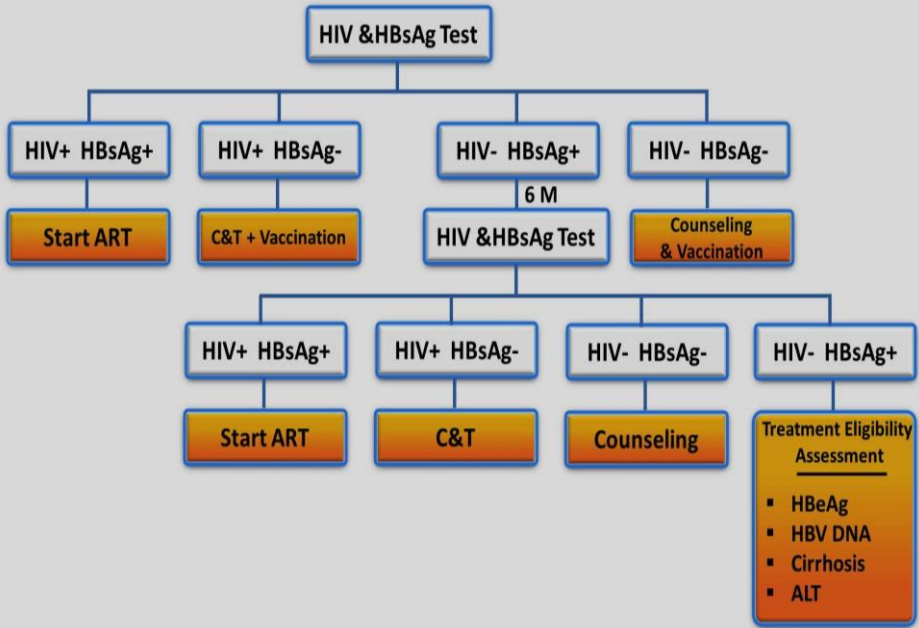 HIV &HBsAg Test
HIV+ HBsAg+
HIV+ HBsAg-
HIV- HBsAg+
HIV- HBsAg-
6 M
Start ART
C&T + Vaccination
HIV &HBsAg Test
Counseling
& Vaccination
HIV+ HBsAg+
HIV+ HBsAg-
HIV- HBsAg-
HIV- HBsAg+
Start ART
C&T
Counseling
Treatment Eligibility
Assessment
▪ HBeAg
▪ HBV DNA
▪ Cirrhosis
▪ ALT